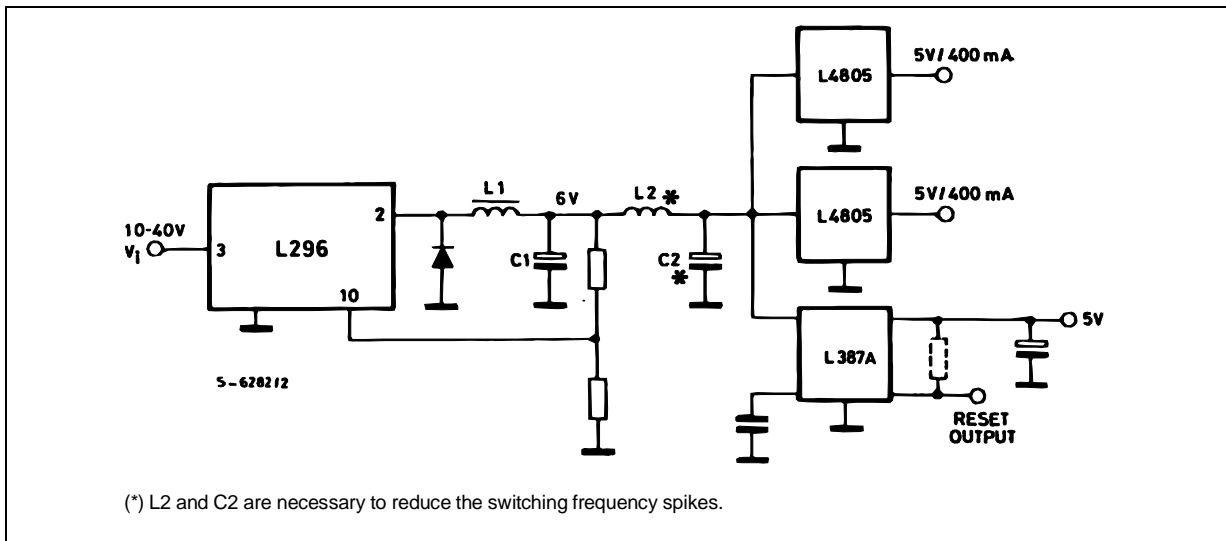 L4805
5V/400 mA
L4805
5V/400 mA
L1
6V
L2*
2
10-40V
Vi
3
L296
C1
C2
*
10
L387A
5V
S-6282/2
RESET
OUTPUT
(*) L2 and C2 are necessary to reduce the switching frequency spikes.